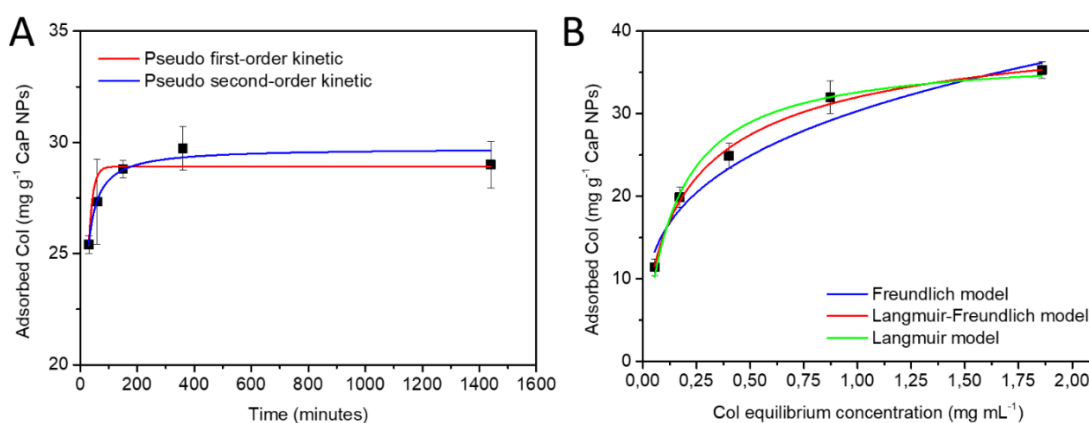 A
Pseudo first-order kinetic
Pseudo second-order kinetic
Adsorbed Col (mg g⁻¹ CaP NPs)
35
30
25
20
0 200 400 600 800 1000 1200 1400 1600
Time (minutes)
B
Adsorbed Col (mg g⁻¹ CaP NPs)
40
30
20
10
0
Freundlich model
Langmuir-Freundlich model
Langmuir model
0,00 0,25 0,50 0,75 1,00 1,25 1,50 1,75 2,00
Col equilibrium concentration (mg mL⁻¹)